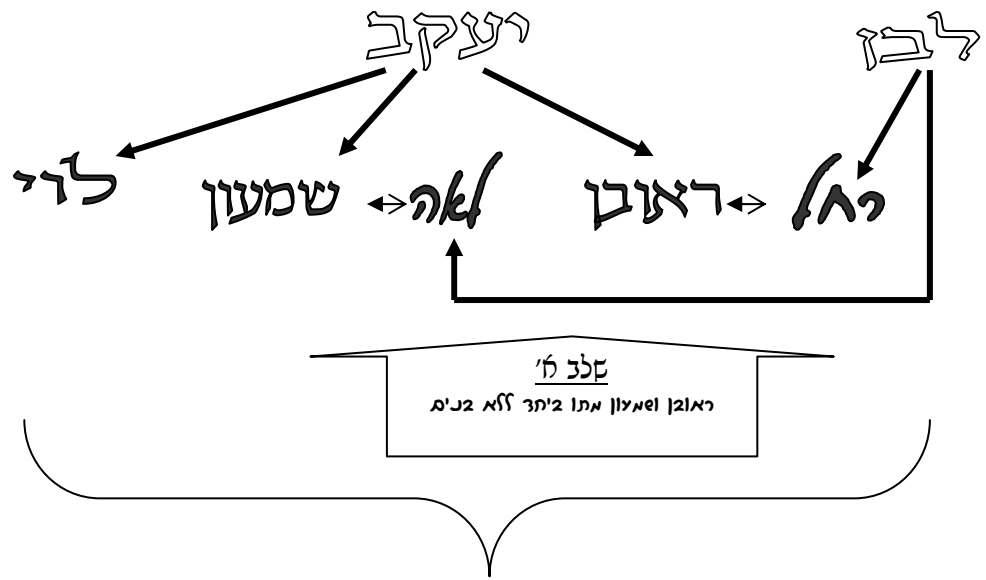 לבן יעקב
רחל ראובן לאה שמעון לוי
שלב א'
ראובן ושמעון מתו ביחד ללא בנים